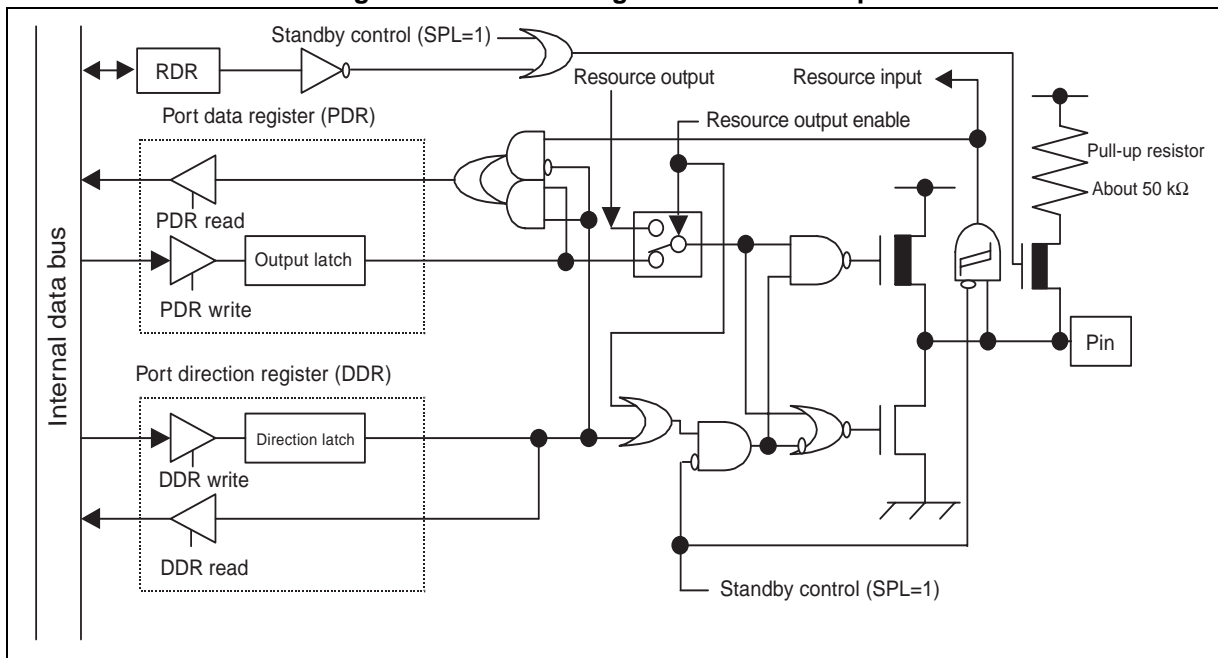 Standby control (SPL=1)
RDR
Resource output
Resource input
Port data register (PDR)
Resource output enable
Pull-up resistor
About 50 kΩ
PDR read
Output latch
PDR write
Internal data bus
Pin
Port direction register (DDR)
Direction latch
DDR write
DDR read
Standby control (SPL=1)